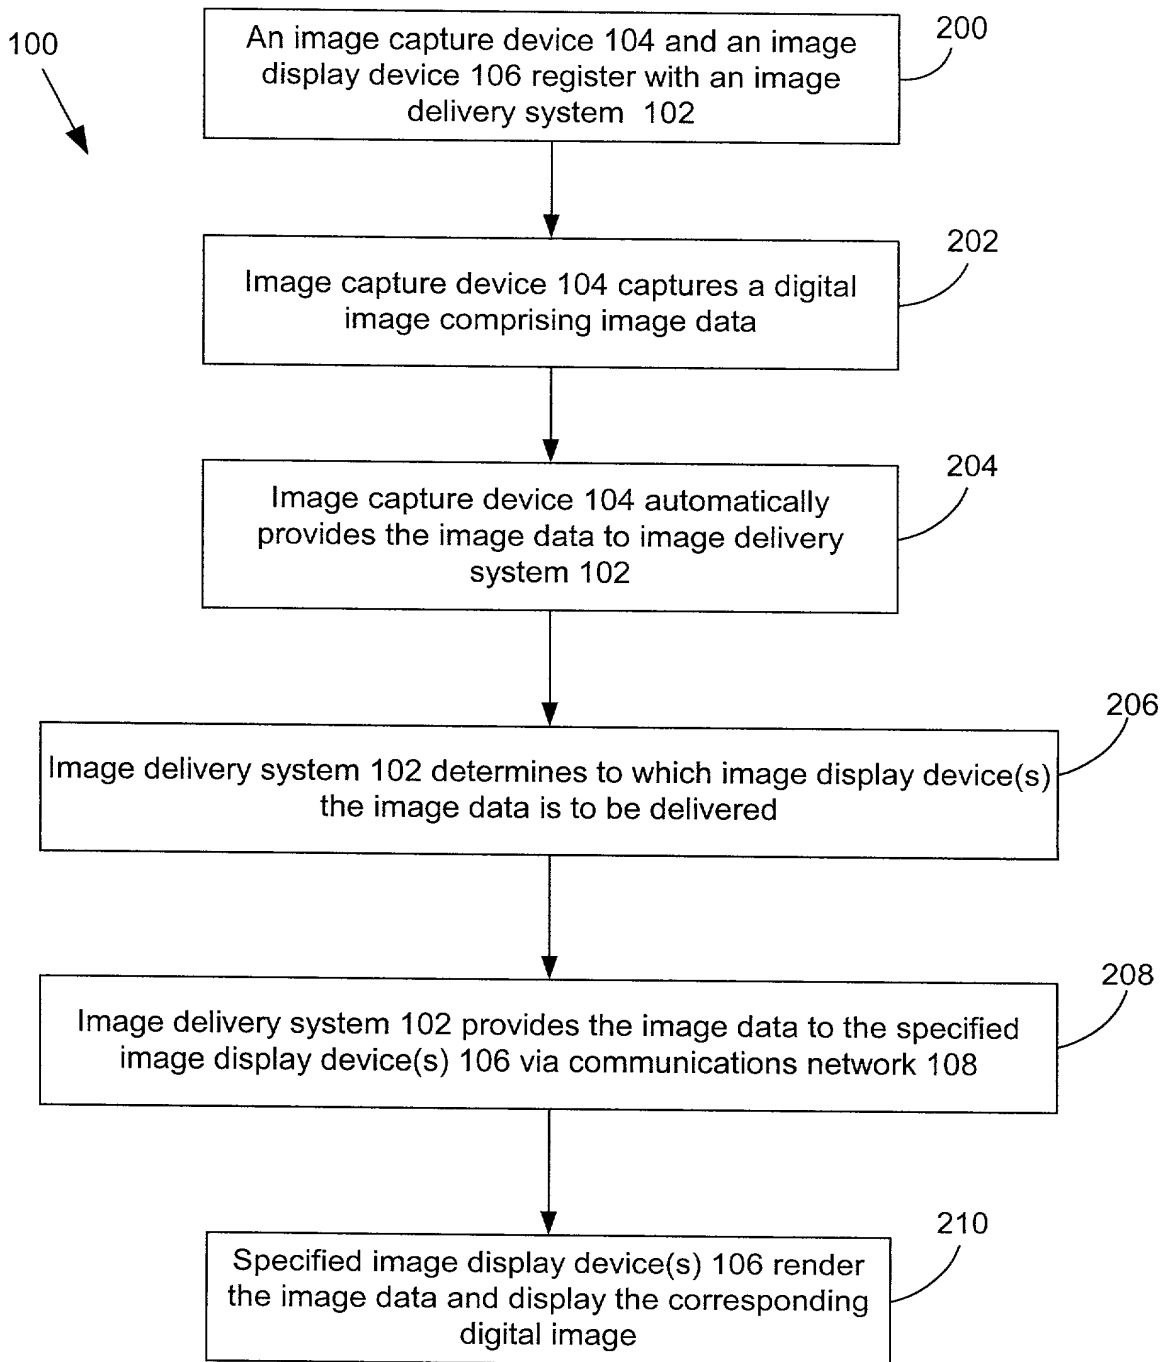 100
An image capture device 104 and an image
display device 106 register with an image
delivery system 102
200
Image capture device 104 captures a digital
image comprising image data
202
Image capture device 104 automatically
provides the image data to image delivery
system 102
204
Image delivery system 102 determines to which image display device(s)
the image data is to be delivered
206
Image delivery system 102 provides the image data to the specified
image display device(s) 106 via communications network 108
208
Specified image display device(s) 106 render
the image data and display the corresponding
digital image
210